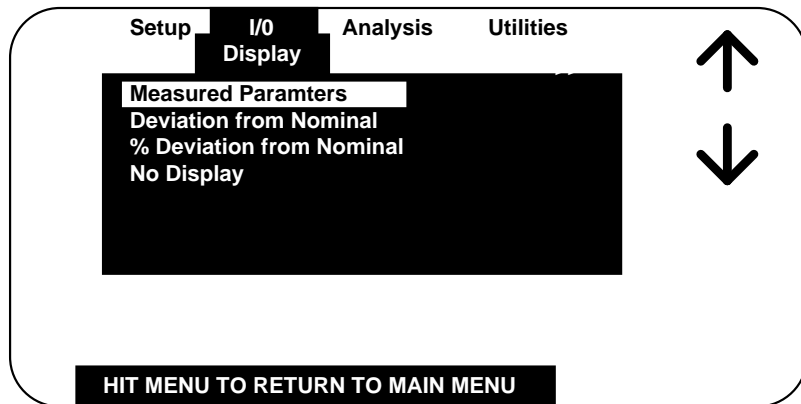 Setup I/0 Analysis Utilities
Display
Measured Paramters
Deviation from Nominal
% Deviation from Nominal
No Display
HIT MENU TO RETURN TO MAIN MENU